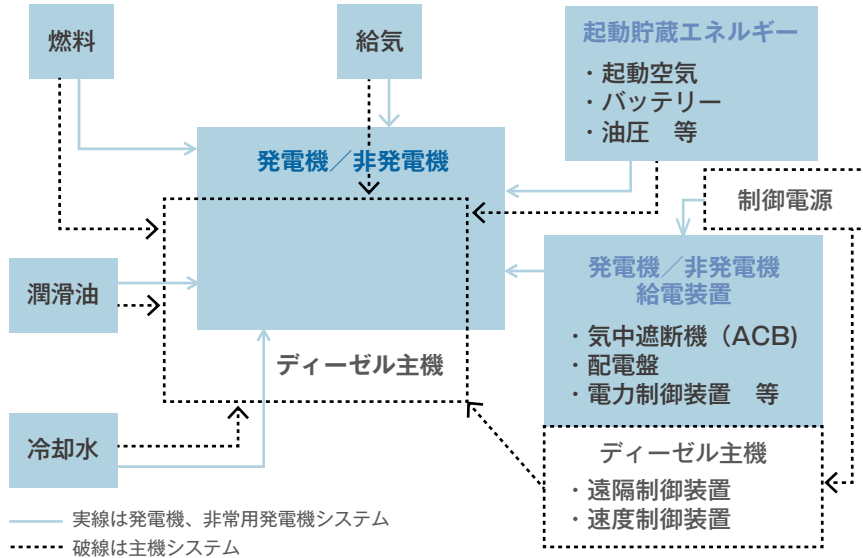 燃料
給気
起動貯蔵エネルギー
・起動空気
・バッテリー
・油圧　等
発電機／非発電機
制御電源
潤滑油
発電機／非発電機
給電装置
・気中遮断機（ACB)
・配電盤
・電力制御装置　等
ディーゼル主機
冷却水
ディーゼル主機
・遠隔制御装置
・速度制御装置
実線は発電機、非常用発電機システム
破線は主機システム